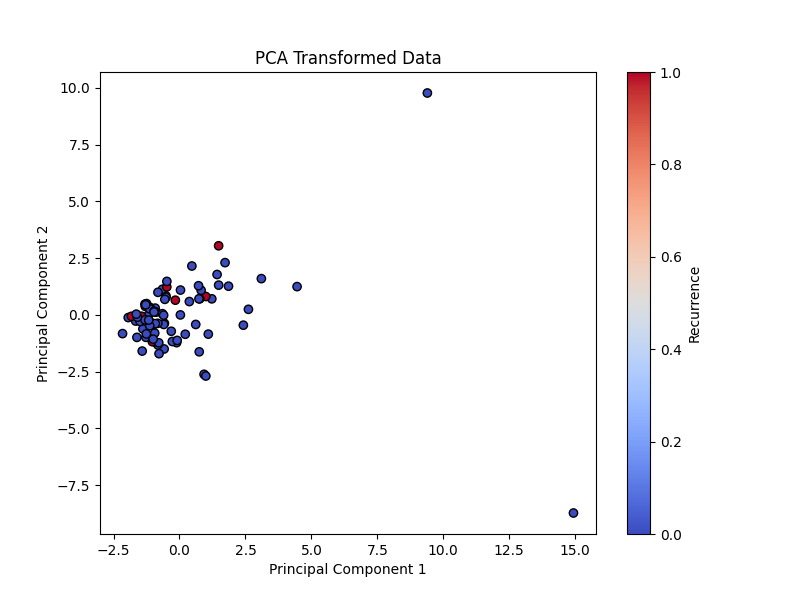 PCA Transformed Data
10.0
7.5
5.0
2.5
0.0
−2.5
−5.0
−7.5
Principal Component 2
−2.5 0.0 2.5 5.0 7.5 10.0 12.5 15.0
Principal Component 1
1.0
0.8
0.6
0.4
0.2
0.0
Recurrence